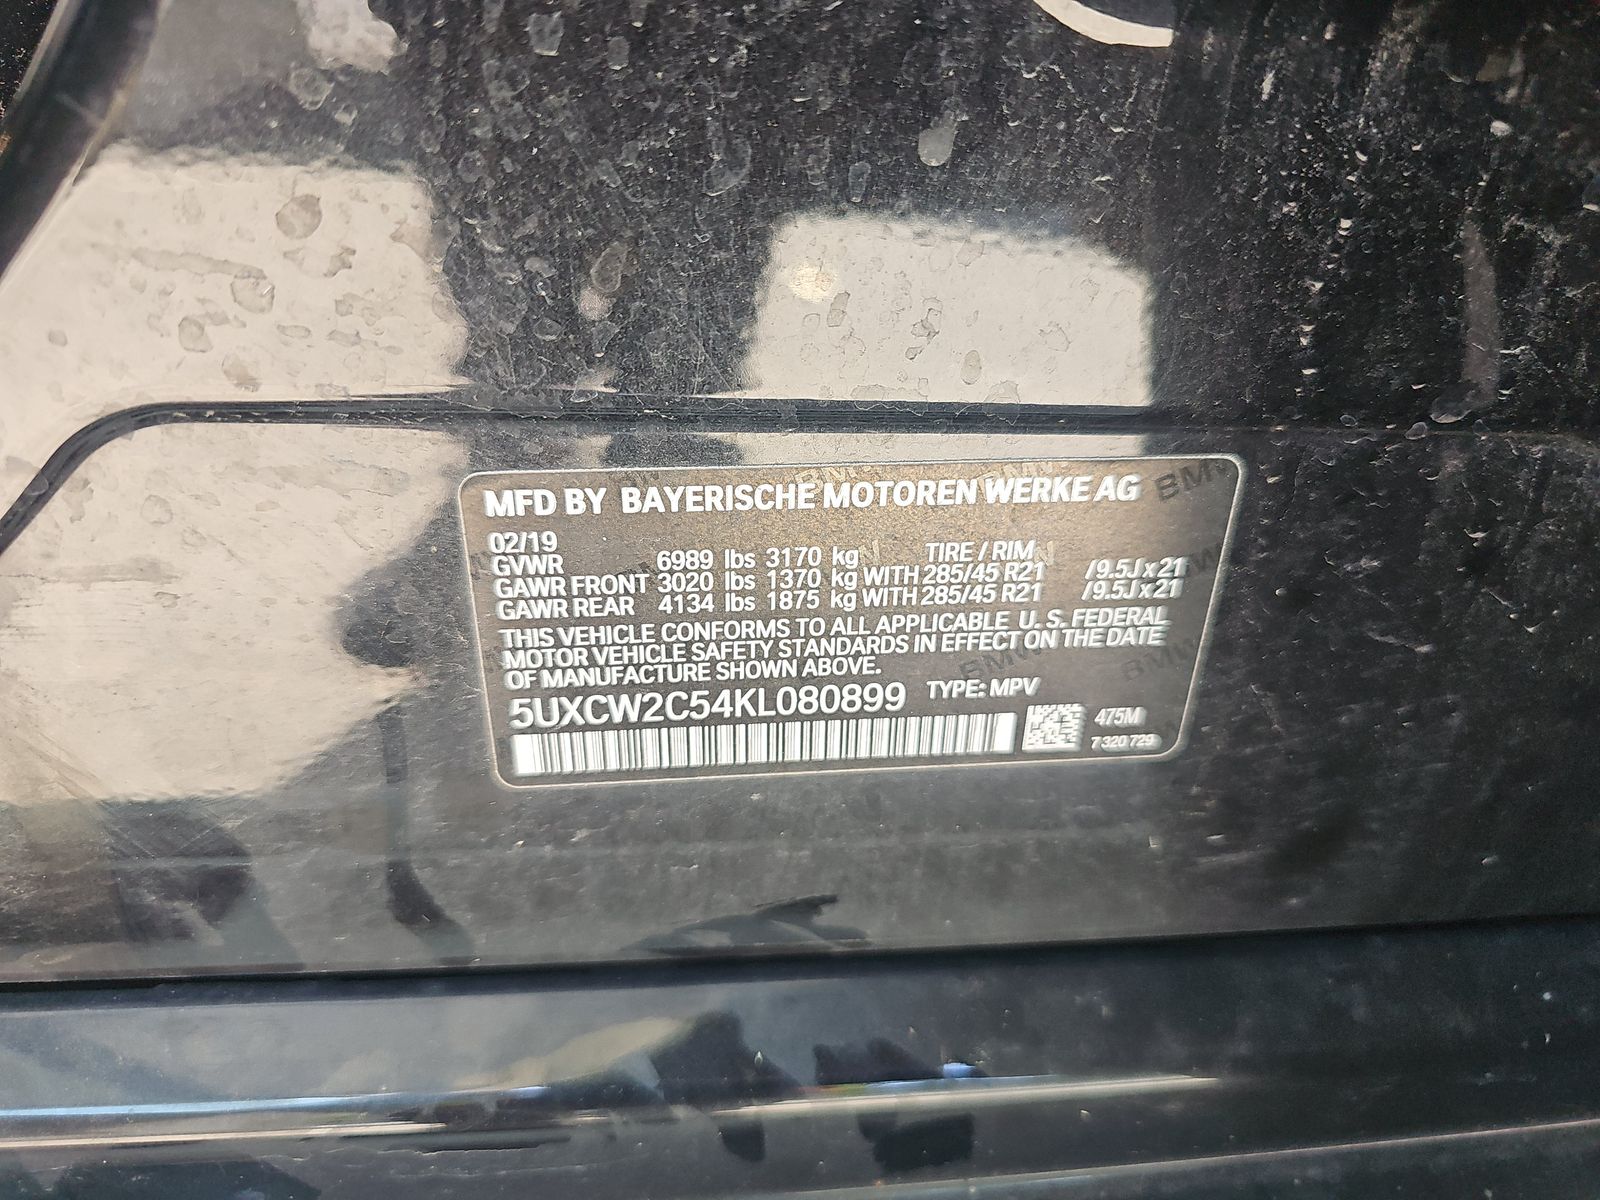 MFD BY BAYERISCHE MOTOREN WERKE AG
02/19
GVWR 6989 lbs 3170 kg TIRE / RIM
GAWR FRONT 3020 lbs 1370 kg WITH 285/45 R21 /9.5J x 21
GAWR REAR 4134 lbs 1875 kg WITH 285/45 R21 /9.5J x 21
THIS VEHICLE CONFORMS TO ALL APPLICABLE U. S. FEDERAL
MOTOR VEHICLE SAFETY STANDARDS IN EFFECT ON THE DATE
OF MANUFACTURE SHOWN ABOVE.
5UXCW2C54KL080899 TYPE: MPV
475M
7 320 729